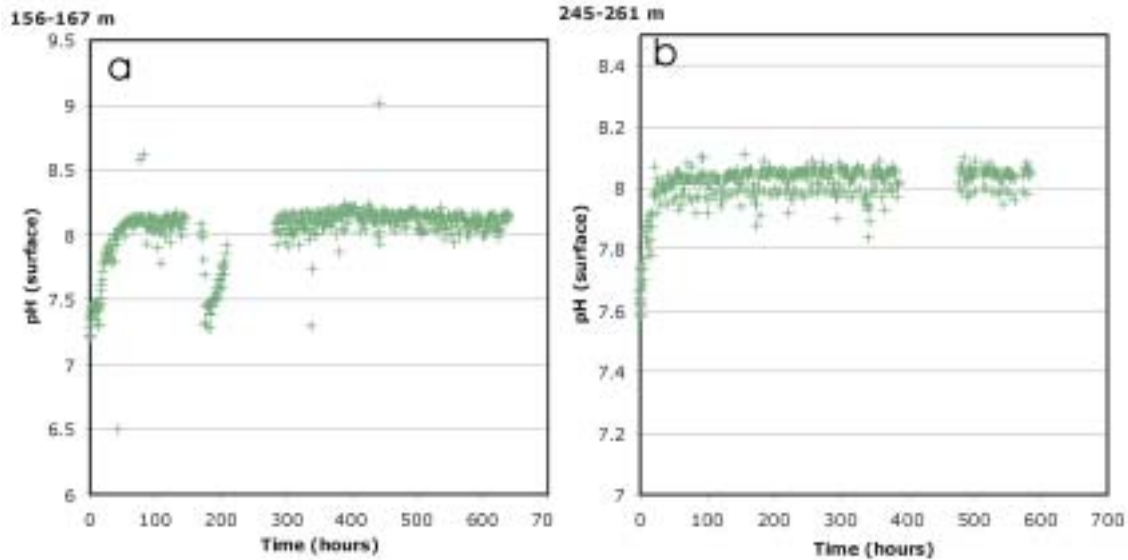 156-167 m
a
9.5
9
8.5
8
7.5
7
6.5
6
pH (surface)
0 100 200 300 400 500 600 70
Time (hours)
245-261 m
b
8.4
8.2
8
7.8
7.6
7.4
7.2
7
pH (surface)
0 100 200 300 400 500 600 700
Time (hours)